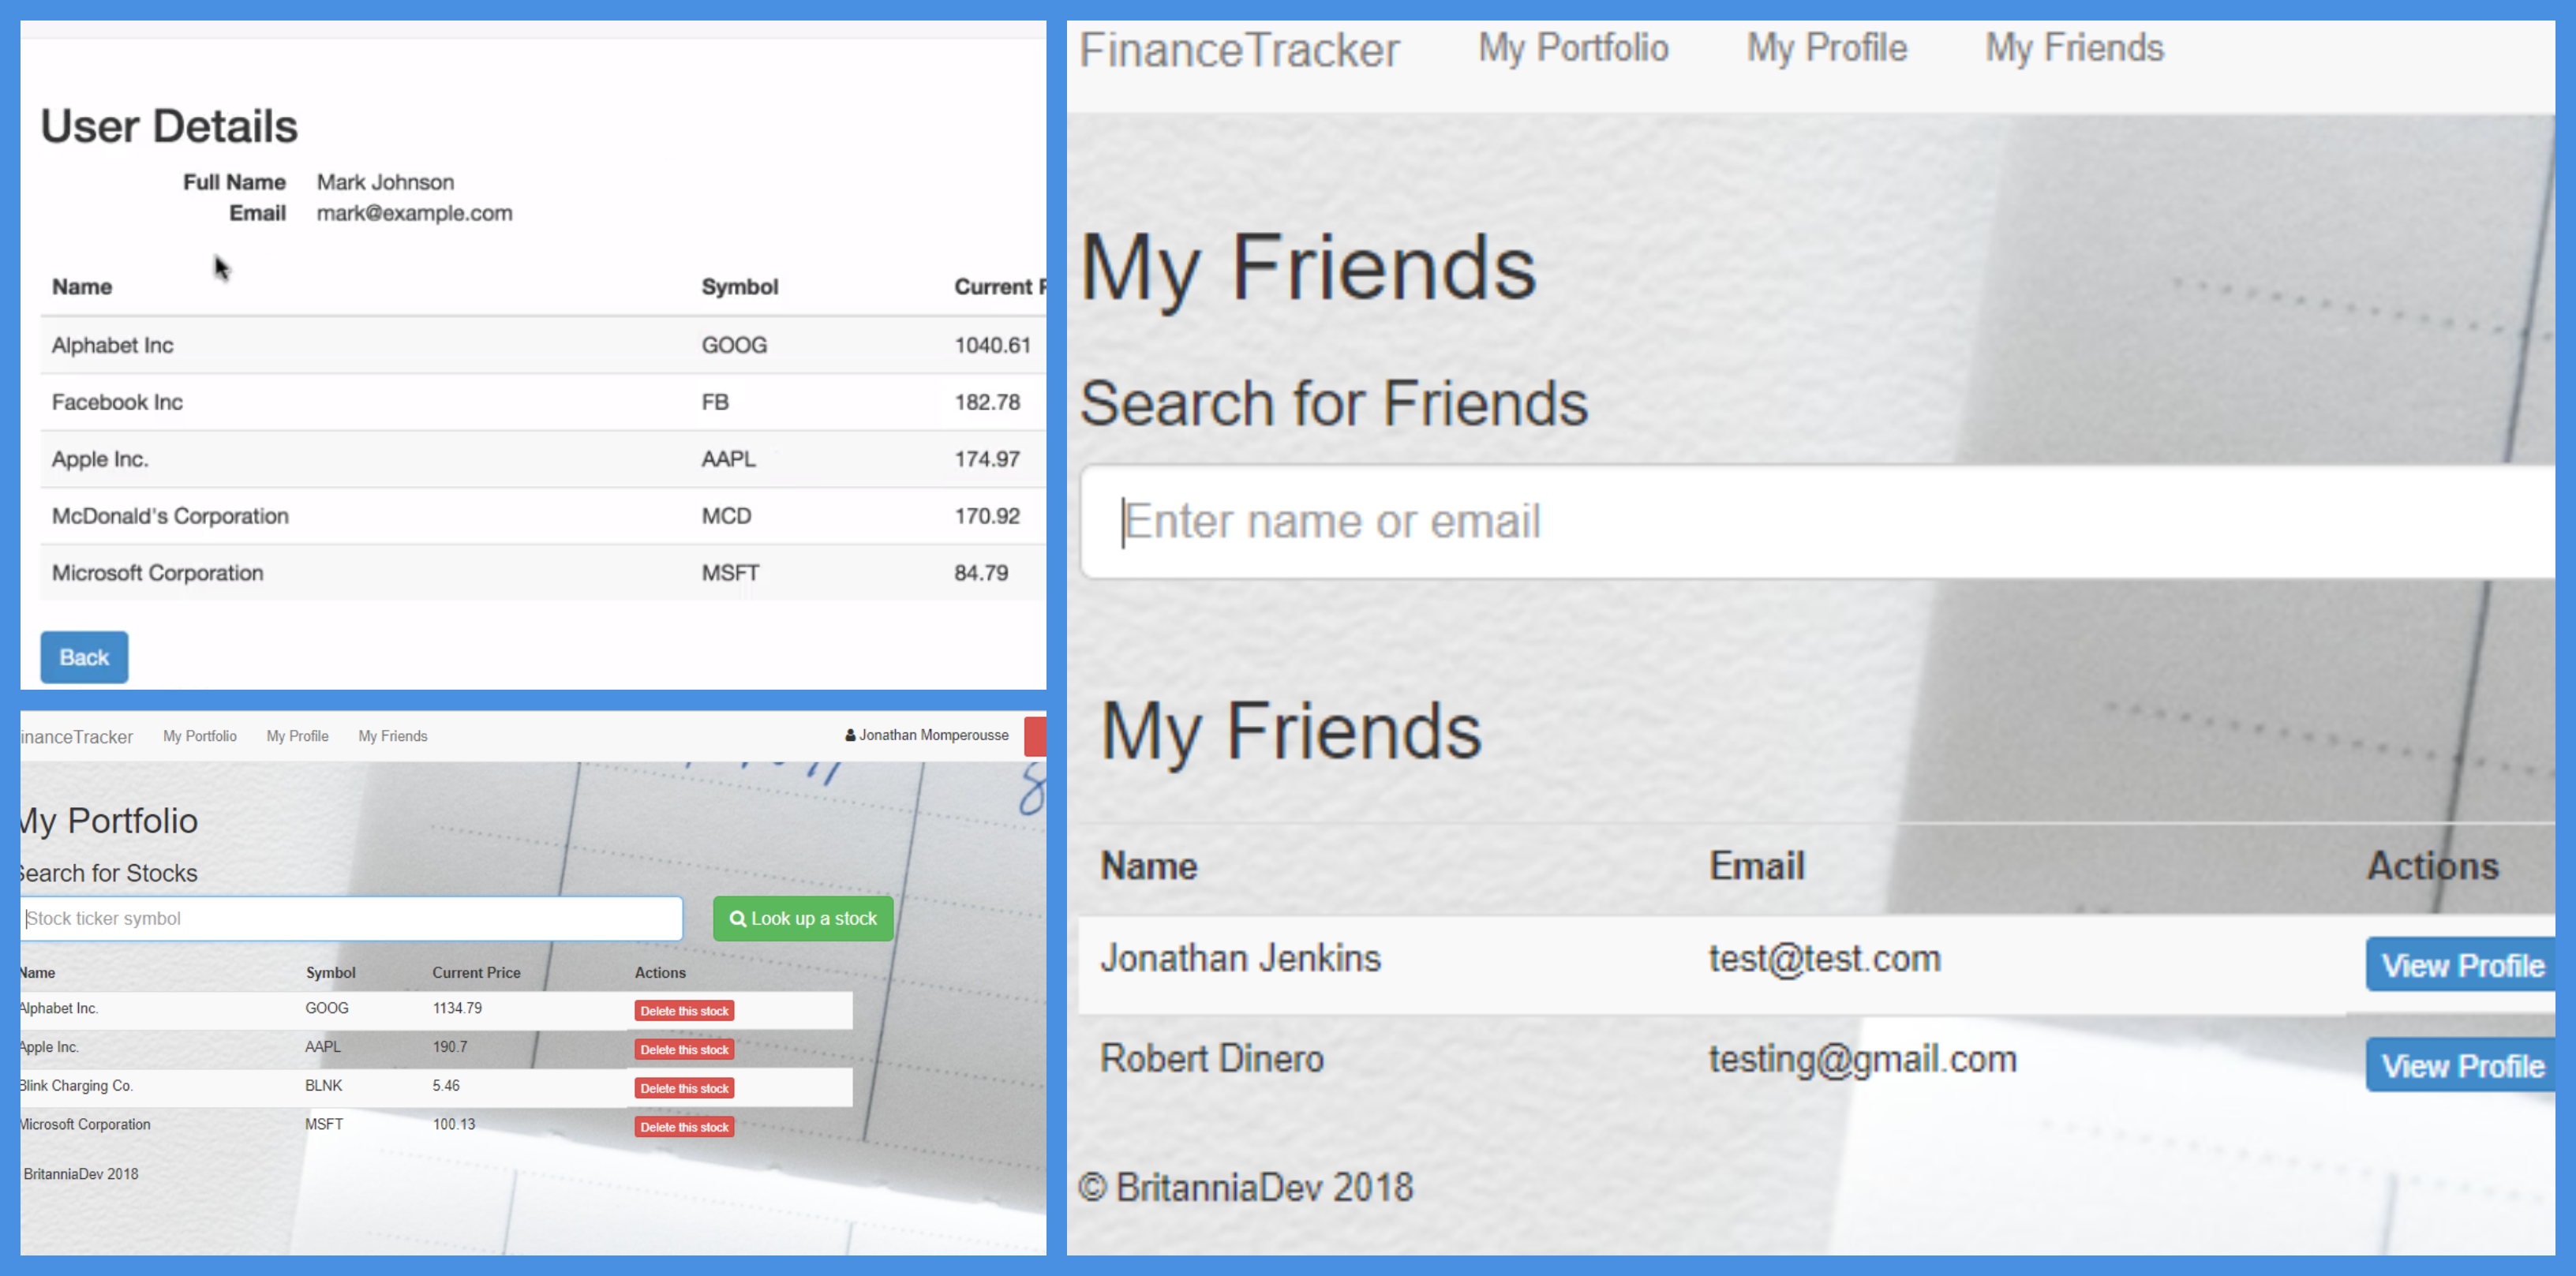 User Details
Full Name Mark Johnson
Email mark@example.com
Name Symbol Current P
Alphabet Inc GOOG 1040.61
Facebook Inc FB 182.78
Apple Inc. AAPL 174.97
McDonald's Corporation MCD 170.92
Microsoft Corporation MSFT 84.79
Back
inanceTracker My Portfolio My Profile My Friends Jonathan Momperousse
My Portfolio
Search for Stocks
Stock ticker symbol Look up a stock
Name Symbol Current Price Actions
Alphabet Inc. GOOG 1134.79 Delete this stock
Apple Inc. AAPL 190.7 Delete this stock
Blink Charging Co. BLNK 5.46 Delete this stock
Microsoft Corporation MSFT 100.13 Delete this stock
BritanniaDev 2018
FinanceTracker My Portfolio My Profile My Friends
My Friends
Search for Friends
Enter name or email
My Friends
Name Email Actions
Jonathan Jenkins test@test.com View Profile
Robert Dinero testing@gmail.com View Profile
© BritanniaDev 2018